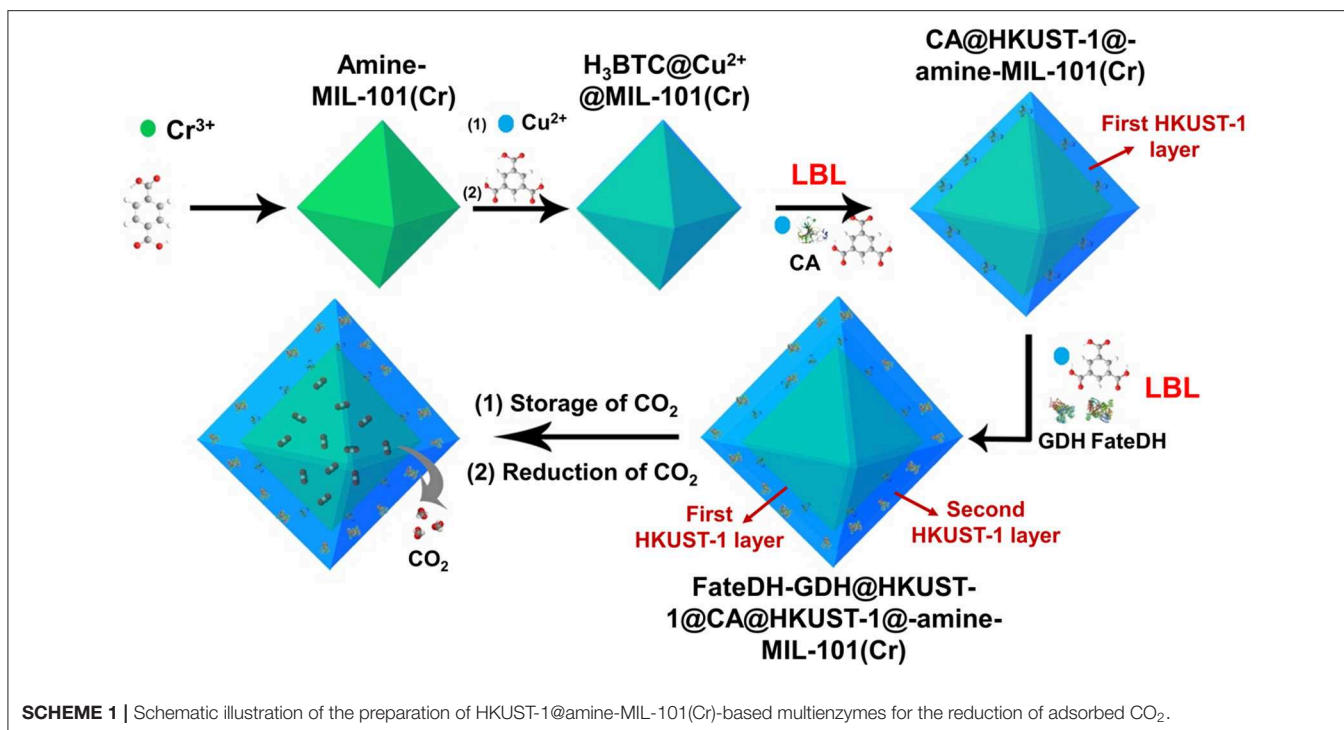 Cr³⁺
Amine-
MIL-101(Cr)
(1) Cu²⁺
(2)
H₃BTC@Cu²⁺
@MIL-101(Cr)
LBL
CA
CA@HKUST-1@-
amine-MIL-101(Cr)
First HKUST-1
layer
LBL
GDH FateDH
First
HKUST-1 layer
Second
HKUST-1 layer
FateDH-GDH@HKUST-
1@CA@HKUST-1@-amine-
MIL-101(Cr)
(1) Storage of CO₂
(2) Reduction of CO₂
CO₂
SCHEME 1 | Schematic illustration of the preparation of HKUST-1@amine-MIL-101(Cr)-based multienzymes for the reduction of adsorbed CO₂.